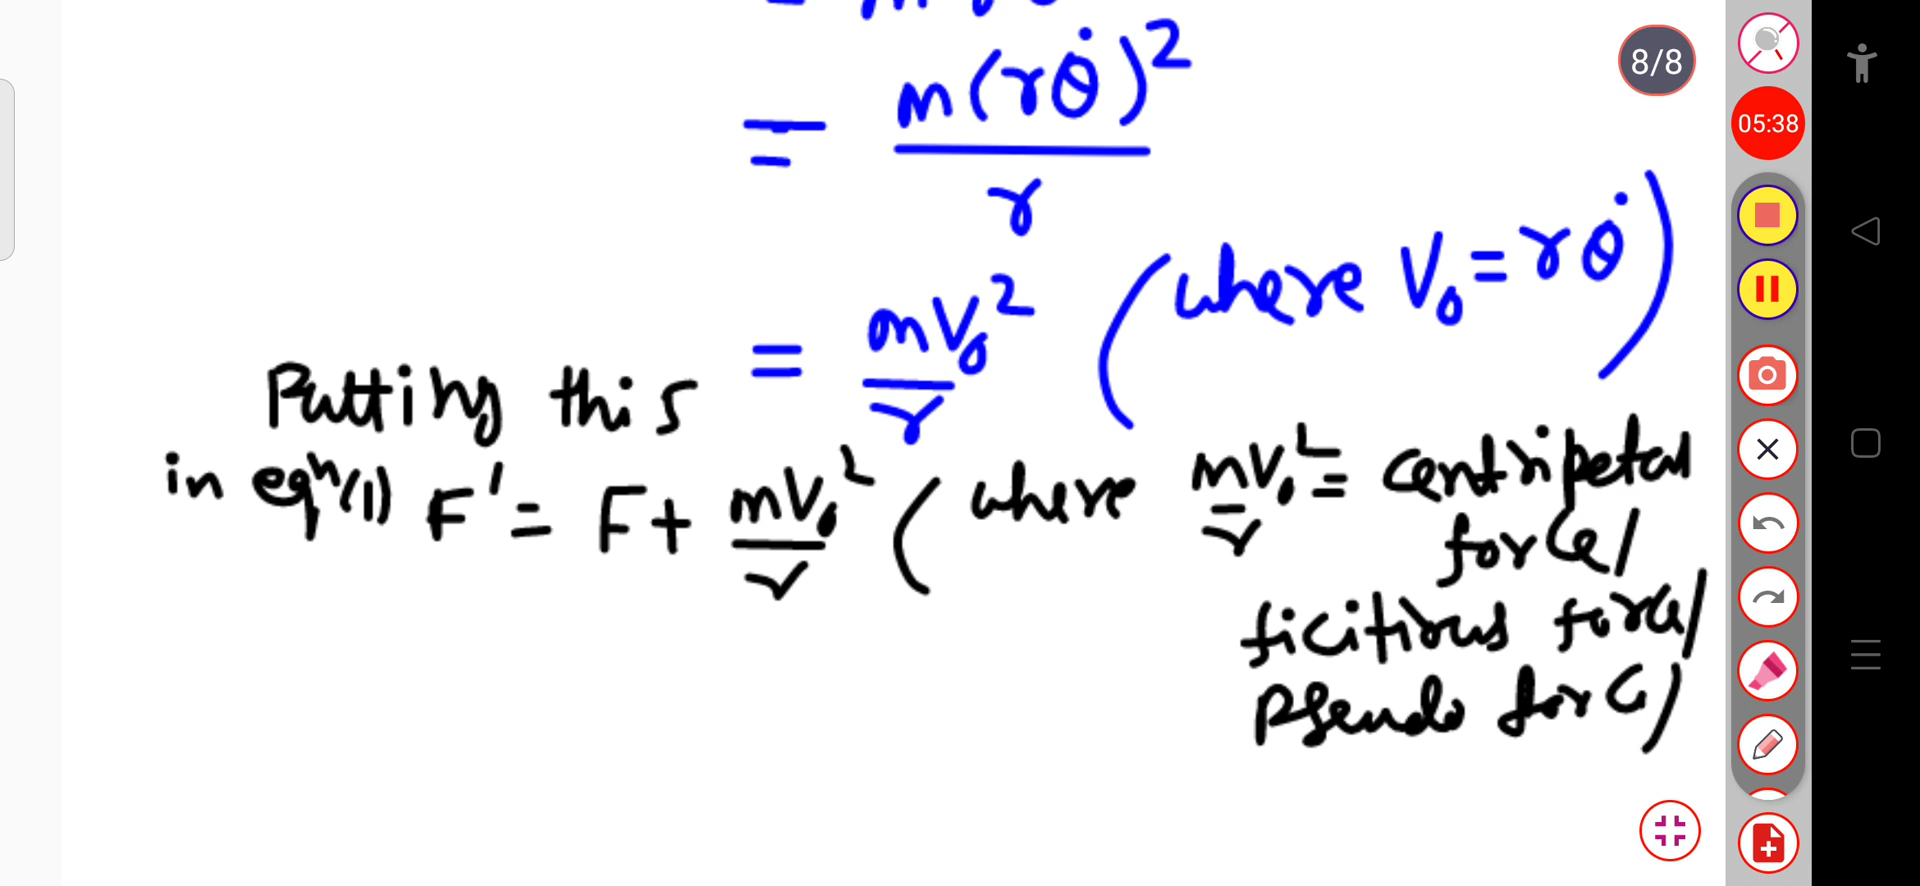 = m(rθ̇)² / r
= mV₀² / r (where V₀ = rθ̇)
Putting this
in eqⁿ(1) F' = F + mV₀² / r (where mV₀² / r = centripetal
force/
ficitious force/
Pseudo force)
8/8
05:38